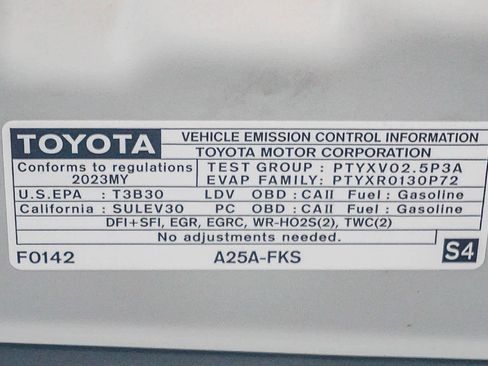 TOYOTA VEHICLE EMISSION CONTROL INFORMATION
TOYOTA MOTOR CORPORATION
Conforms to regulations
2023MY
TEST GROUP : PTYXV02.5P3A
EVAP FAMILY: PTYXR0130P72
U.S.EPA : T3B30 LDV OBD : CAII Fuel : Gasoline
California : SULEV30 PC OBD : CAII Fuel : Gasoline
DFI+SFI, EGR, EGRC, WR-HO2S(2), TWC(2)
No adjustments needed.
F0142 A25A-FKS S4